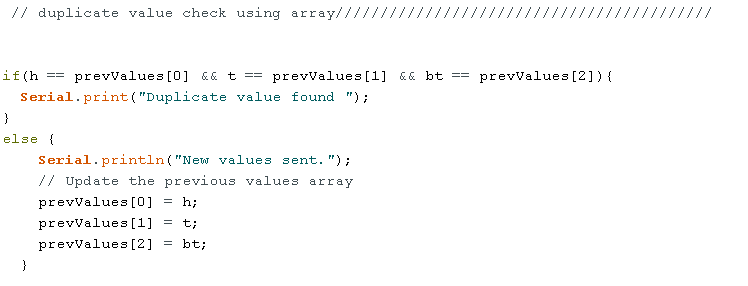 // duplicate value check using array//////////////////////////////////////////
if(h == prevValues[0] && t == prevValues[1] && bt == prevValues[2]){
Serial.print("Duplicate value found ");
}
else {
Serial.println("New values sent.");
// Update the previous values array
prevValues[0] = h;
prevValues[1] = t;
prevValues[2] = bt;
}